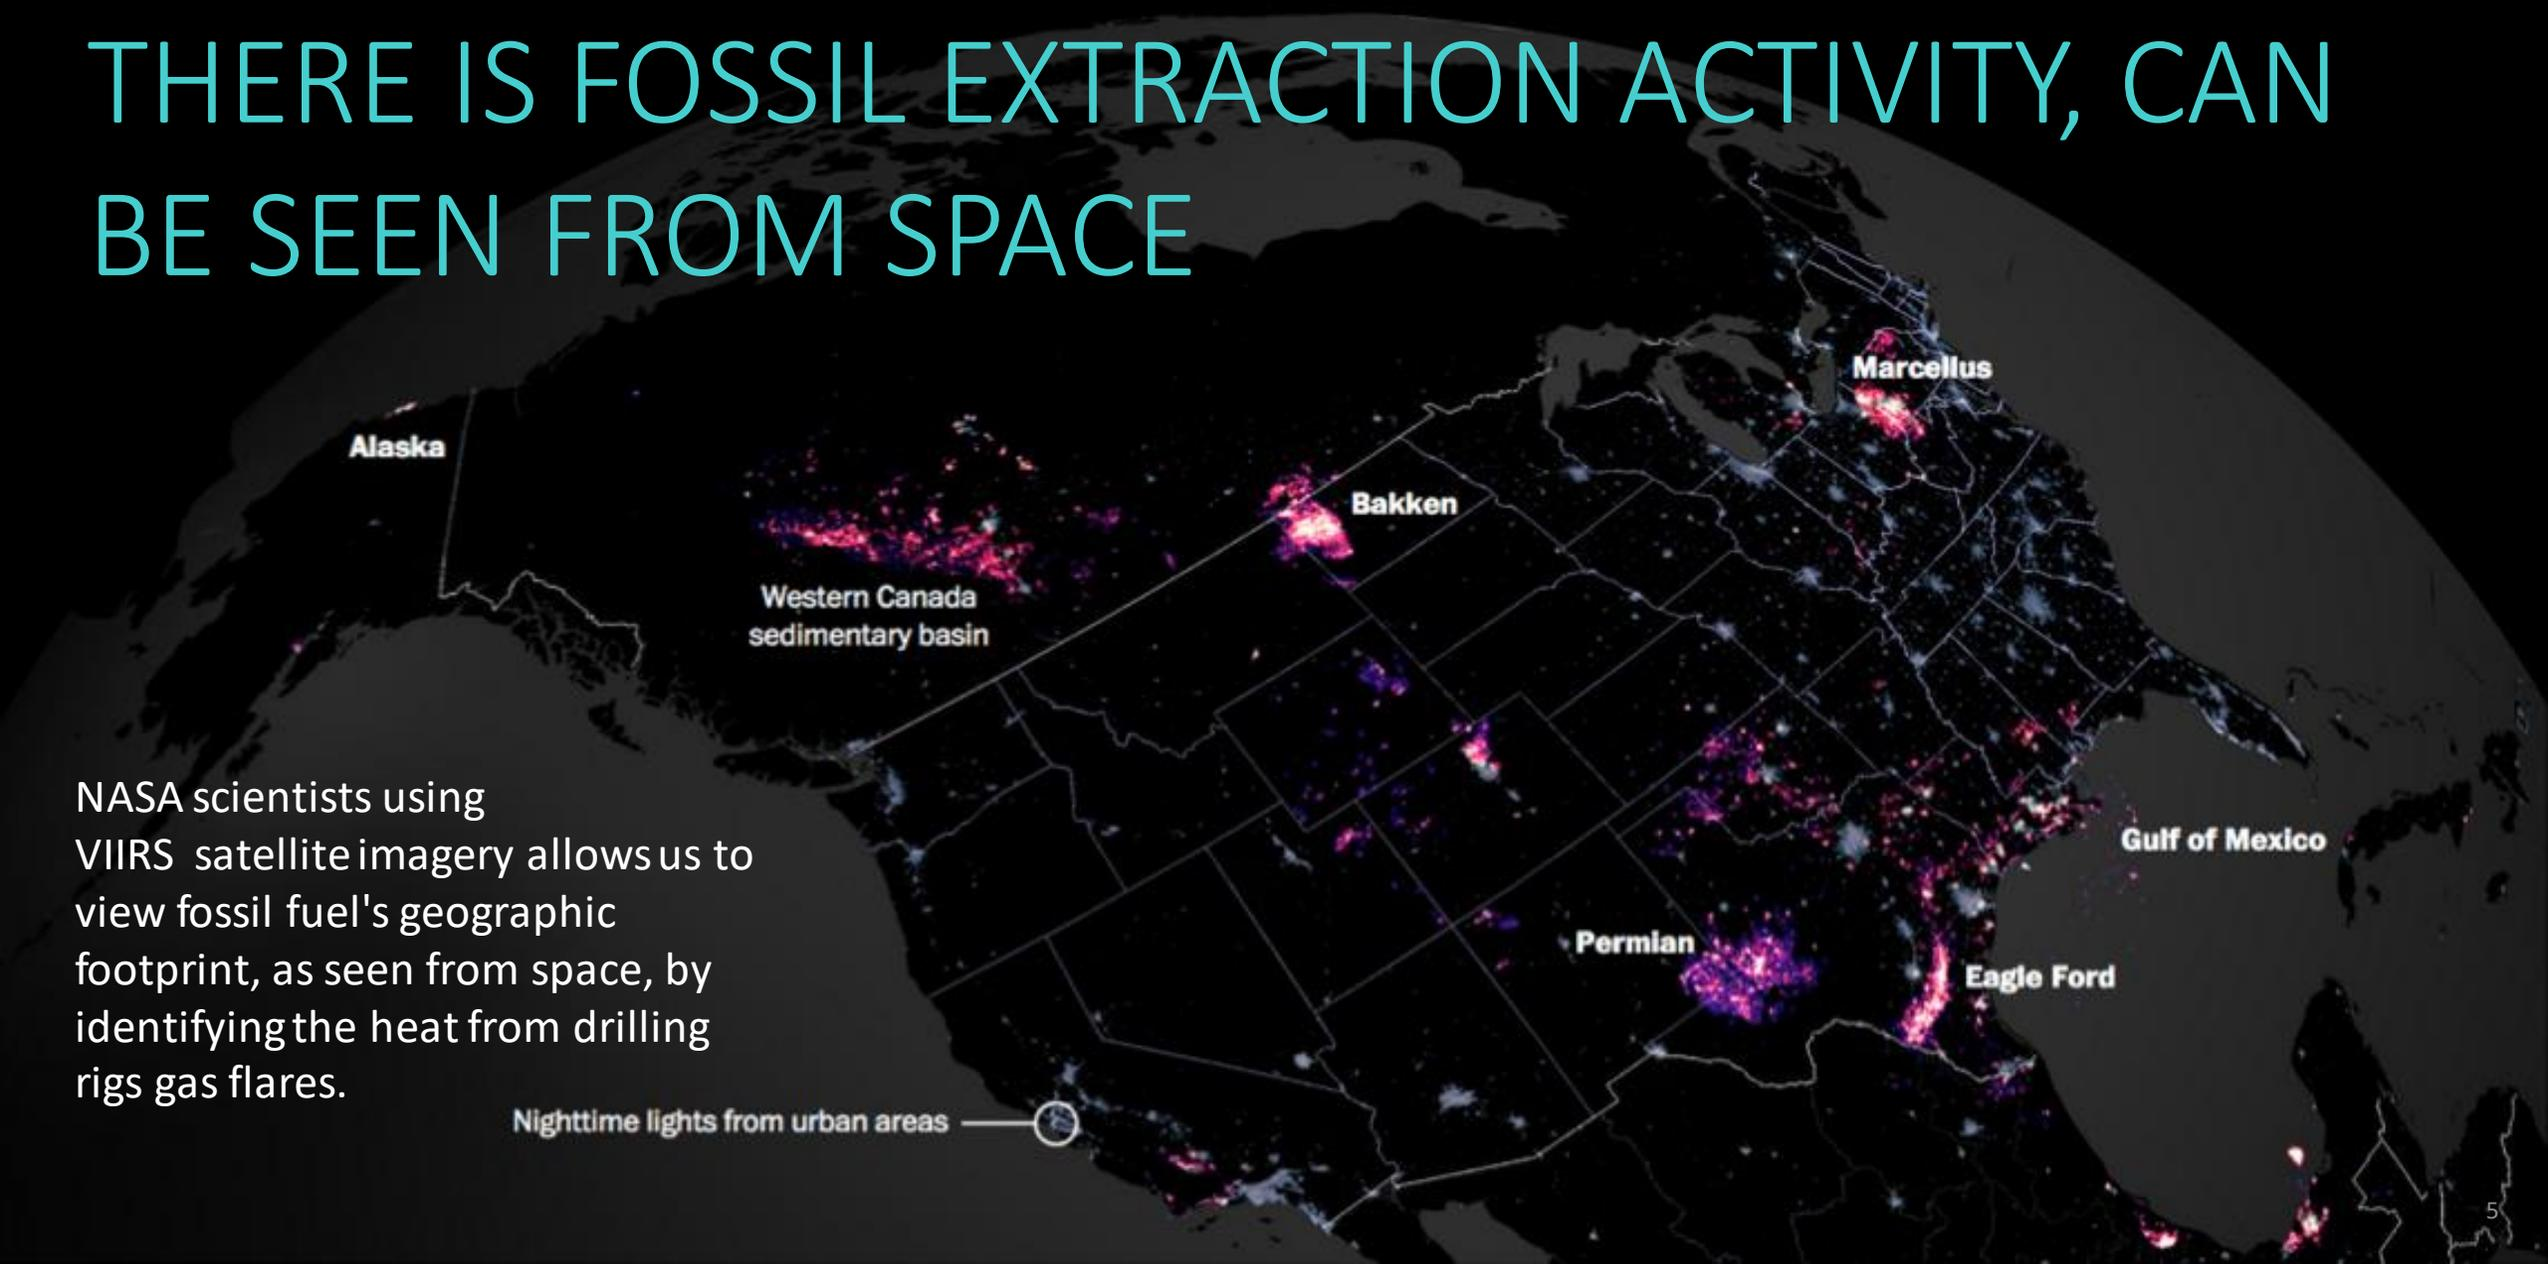 THERE IS FOSSIL EXTRACTION ACTIVITY, CAN
BE SEEN FROM SPACE
Marcellus
Alaska
Bakken
Western Canada
sedimentary basin
NASA scientists using
VIIRS satellite imagery allows us to
view fossil fuel's geographic
footprint, as seen from space, by
identifying the heat from drilling
rigs gas flares.
Gulf of Mexico
Permian
Eagle Ford
Nighttime lights from urban areas
5